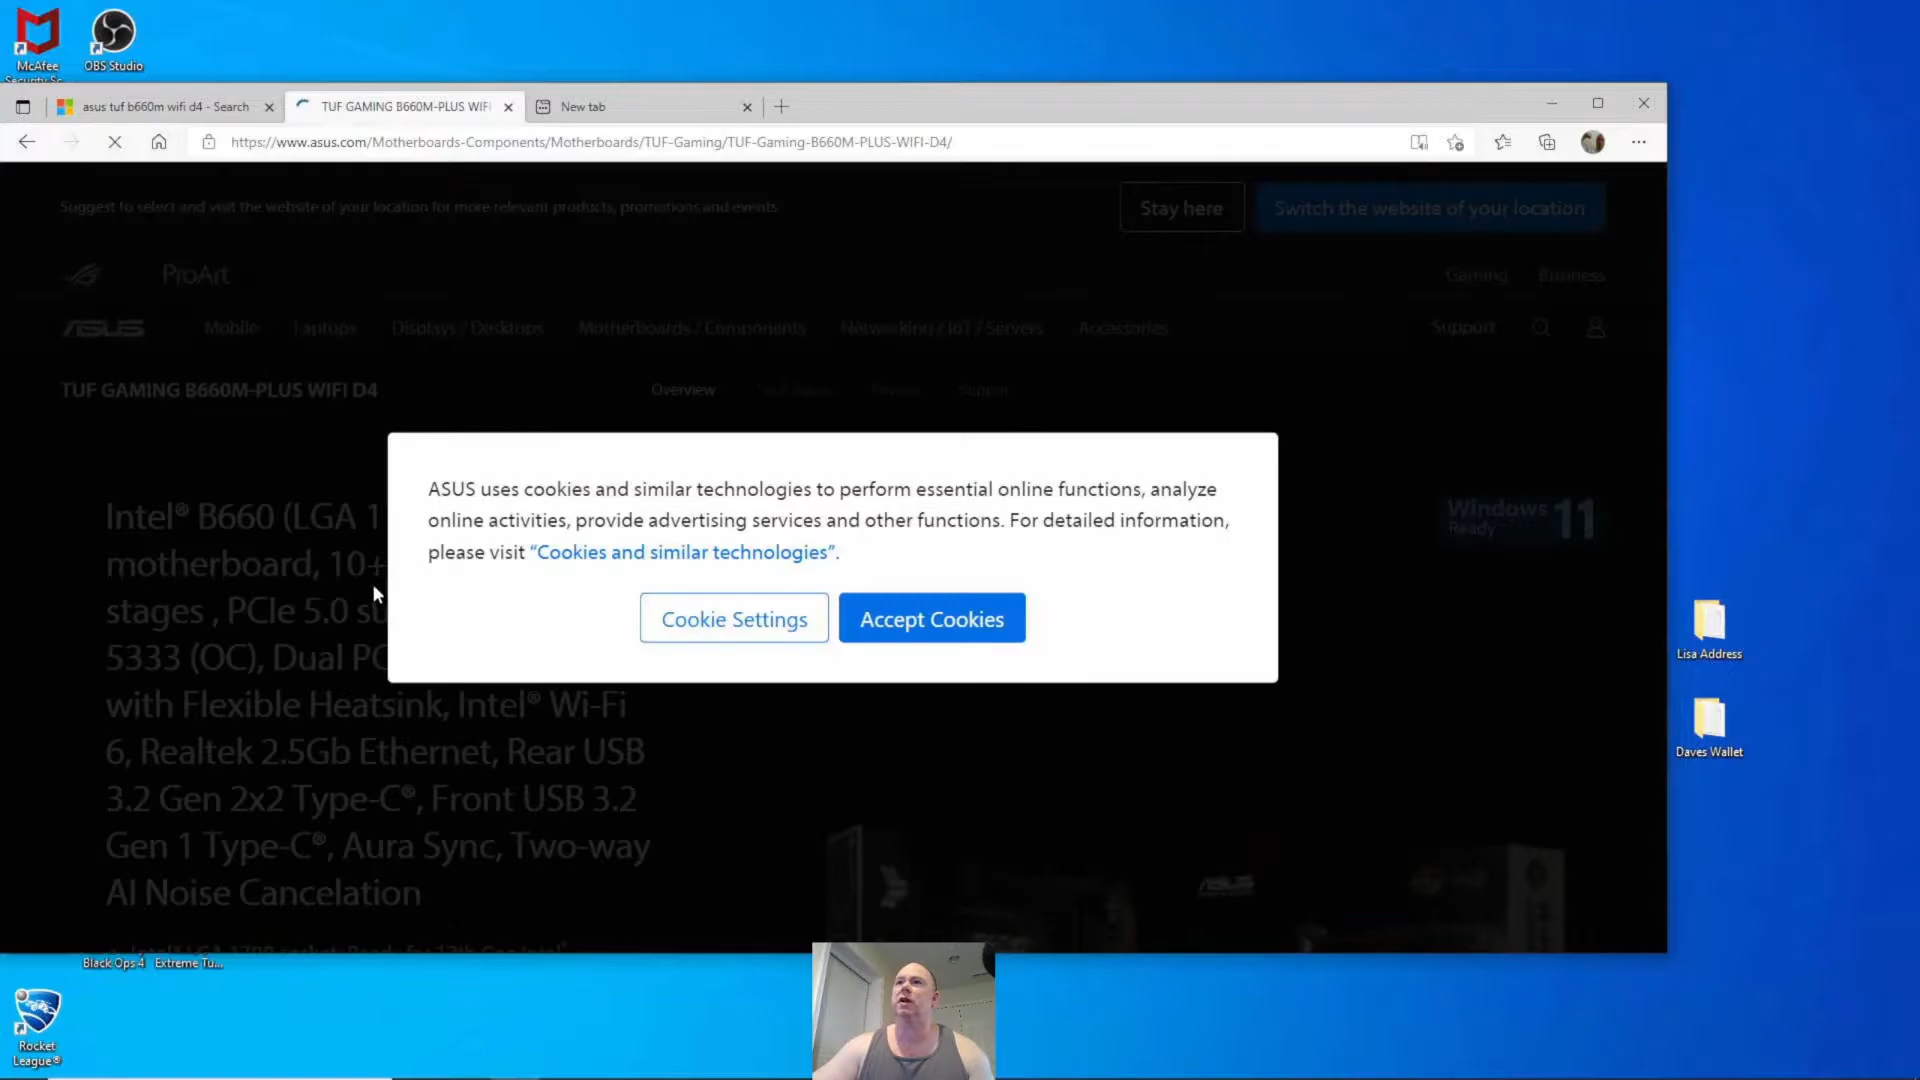 McAfee
OBS Studio
asus tuf b660m wifi d4 - Search
TUF GAMING B660M-PLUS WIFI
New tab
https://www.asus.com/Motherboards-Components/Motherboards/TUF-Gaming/TUF-Gaming-B660M-PLUS-WIFI-D4/
Suggest to select and visit the website of your location for more relevant products, promotions and events
Stay here
Switch the website of your location
ProArt
Gaming
Business
ASUS
Mobile
Laptops
Displays / Desktops
Motherboards / Components
Networking / IoT / Servers
Accessories
Support
TUF GAMING B660M-PLUS WIFI D4
Overview
Support
Intel® B660 (LGA 1
motherboard, 10+
stages , PCIe 5.0 su
5333 (OC), Dual PC
with Flexible Heatsink, Intel® Wi-Fi
6, Realtek 2.5Gb Ethernet, Rear USB
3.2 Gen 2x2 Type-C®, Front USB 3.2
Gen 1 Type-C®, Aura Sync, Two-way
AI Noise Cancelation
Windows 11
Ready
ASUS uses cookies and similar technologies to perform essential online functions, analyze
online activities, provide advertising services and other functions. For detailed information,
please visit “Cookies and similar technologies”.
Cookie Settings
Accept Cookies
ASUS
Lisa Address
Daves Wallet
Black Ops 4
Extreme Tu...
Rocket
League®